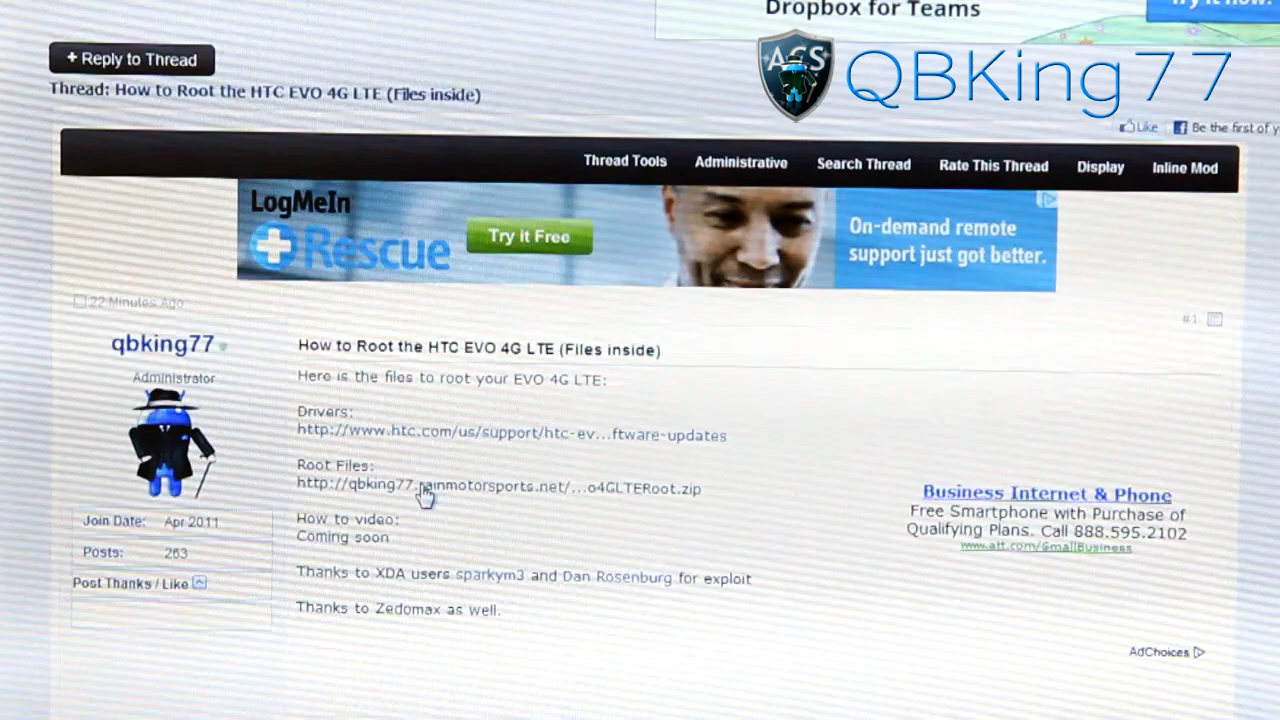 Dropbox for Teams
+ Reply to Thread
AGS
QBKing77
Thread: How to Root the HTC EVO 4G LTE (Files inside)
Like
Be the first of y
Thread Tools
Administrative
Search Thread
Rate This Thread
Display
Inline Mod
LogMeIn
Rescue
Try it Free
On-demand remote
support just got better.
22 Minutes Ago
#1
qbking77
How to Root the HTC EVO 4G LTE (Files inside)
Administrator
Here is the files to root your EVO 4G LTE:
Drivers:
http://www.htc.com/us/support/htc-ev...ftware-updates
Root Files:
http://qbking77.rainmotorsports.net/...o4GLTERoot.zip
Business Internet & Phone
Free Smartphone with Purchase of
Qualifying Plans. Call 888.595.2102
www.att.com/SmallBusiness
Join Date: Apr 2011
How to video:
Coming soon
Posts: 263
Post Thanks / Like
Thanks to XDA users sparkym3 and Dan Rosenburg for exploit
Thanks to Zedomax as well.
AdChoices